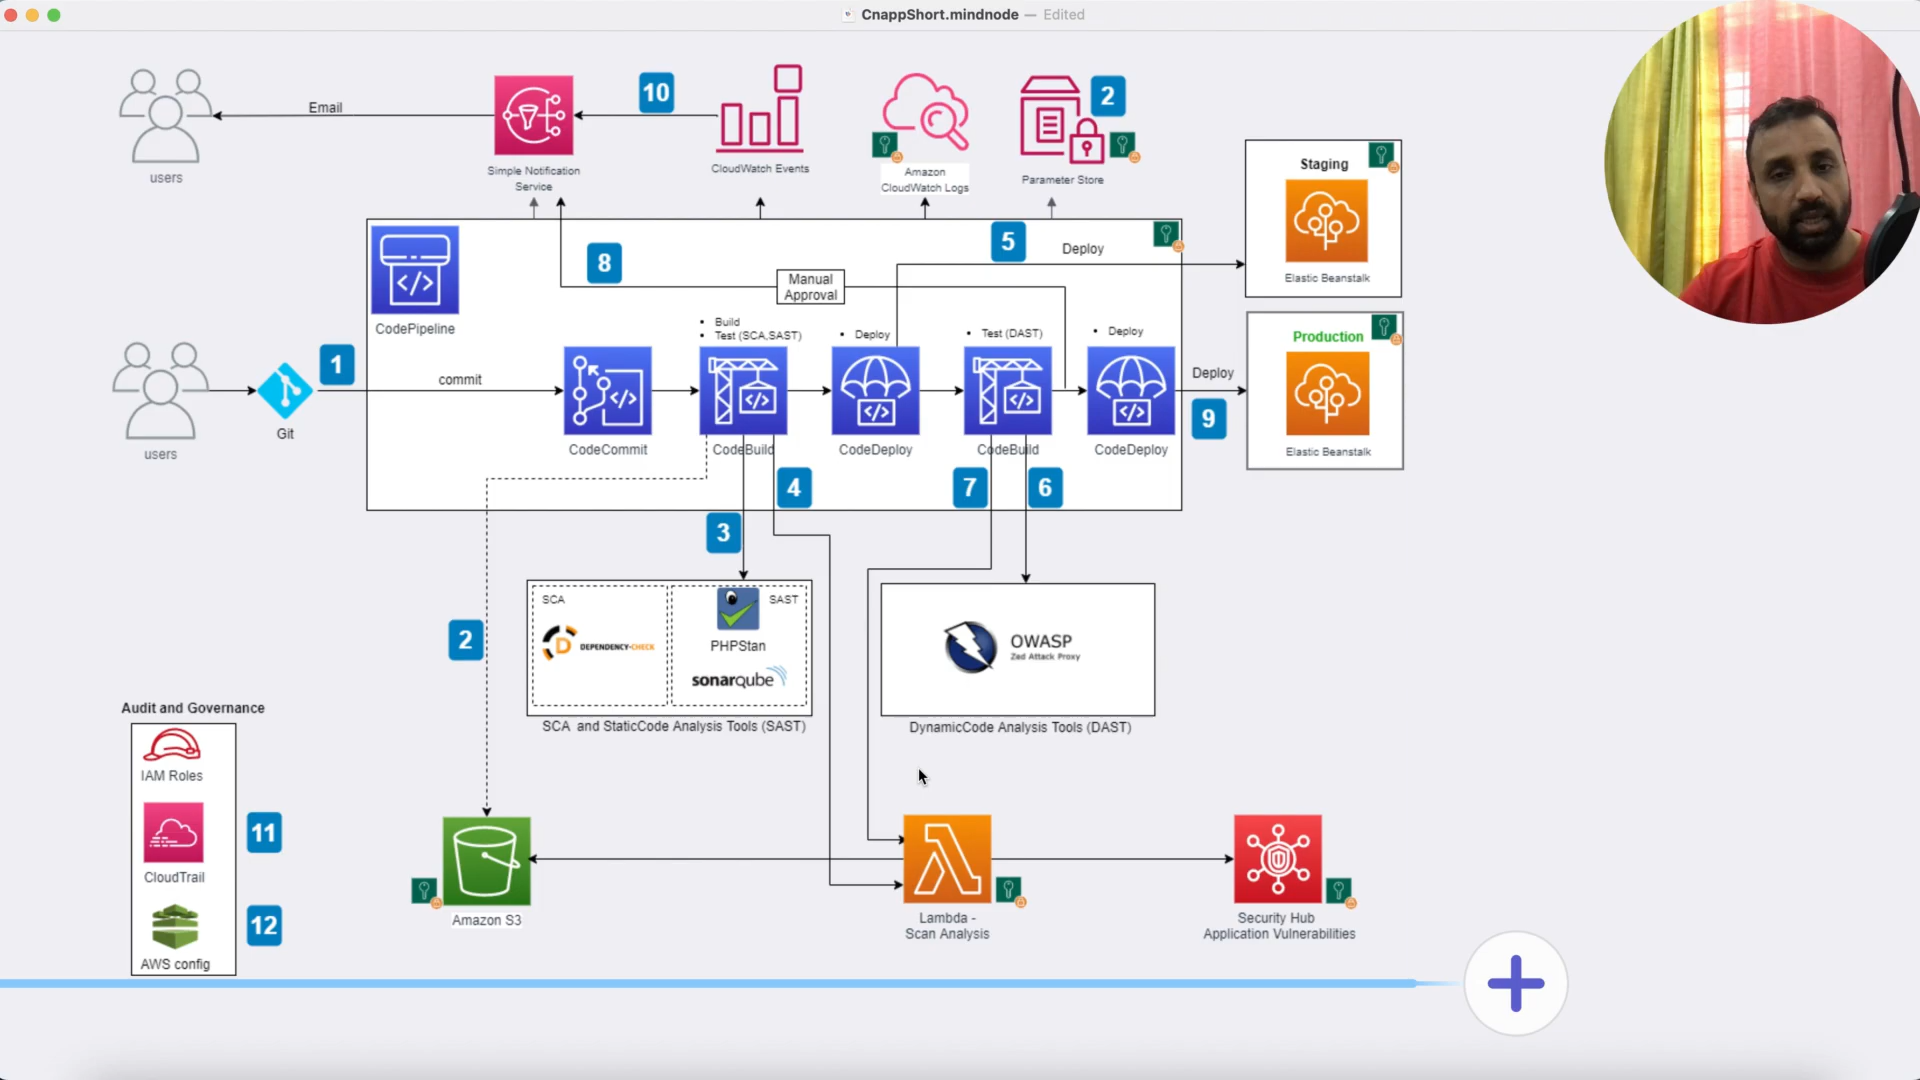 CnappShort.mindnode — Edited
users
Email
Simple Notification
Service
10
CloudWatch Events
Amazon
CloudWatch Logs
2
Parameter Store
Staging
Elastic Beanstalk
CodePipeline
8
Manual
Approval
5
Deploy
Production
Elastic Beanstalk
users
Git
1
commit
CodeCommit
• Build
• Test (SCA,SAST)
CodeBuild
• Deploy
CodeDeploy
• Test (DAST)
CodeBuild
• Deploy
CodeDeploy
Deploy
9
4
7
6
3
2
SCA
DEPENDENCY-CHECK
SAST
PHPStan
sonarqube
SCA and StaticCode Analysis Tools (SAST)
OWASP
Zed Attack Proxy
DynamicCode Analysis Tools (DAST)
Audit and Governance
IAM Roles
CloudTrail
11
AWS config
12
Amazon S3
Lambda -
Scan Analysis
Security Hub
Application Vulnerabilities